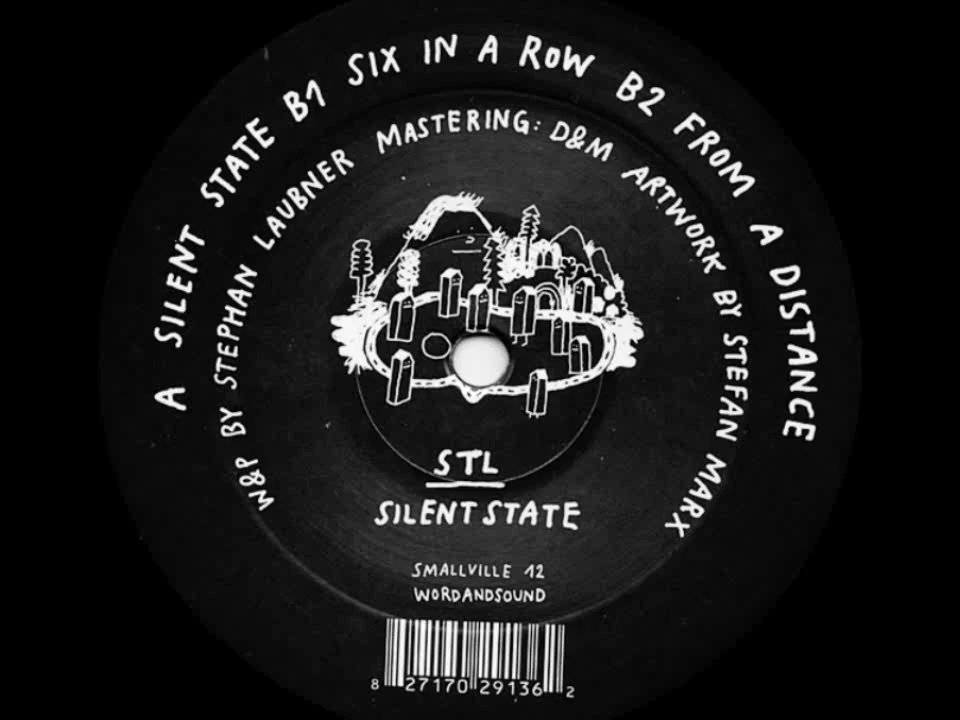 A SILENT STATE B1 SIX IN A ROW B2 FROM A DISTANCE
W&P BY STEPHAN LAUBNER MASTERING: D&M ARTWORK BY STEFAN MARX
STL
SILENT STATE
SMALLVILLE 12
WORDANDSOUND
8 27170 29136 2